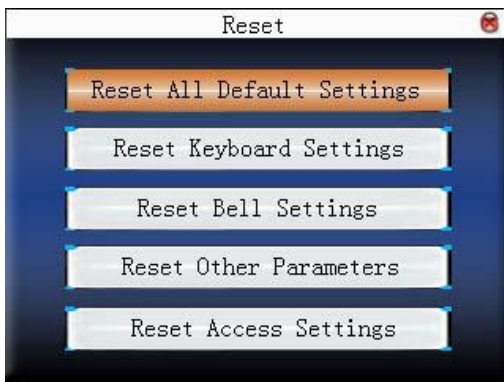 Reset
Reset All Default Settings
Reset Keyboard Settings
Reset Bell Settings
Reset Other Parameters
Reset Access Settings